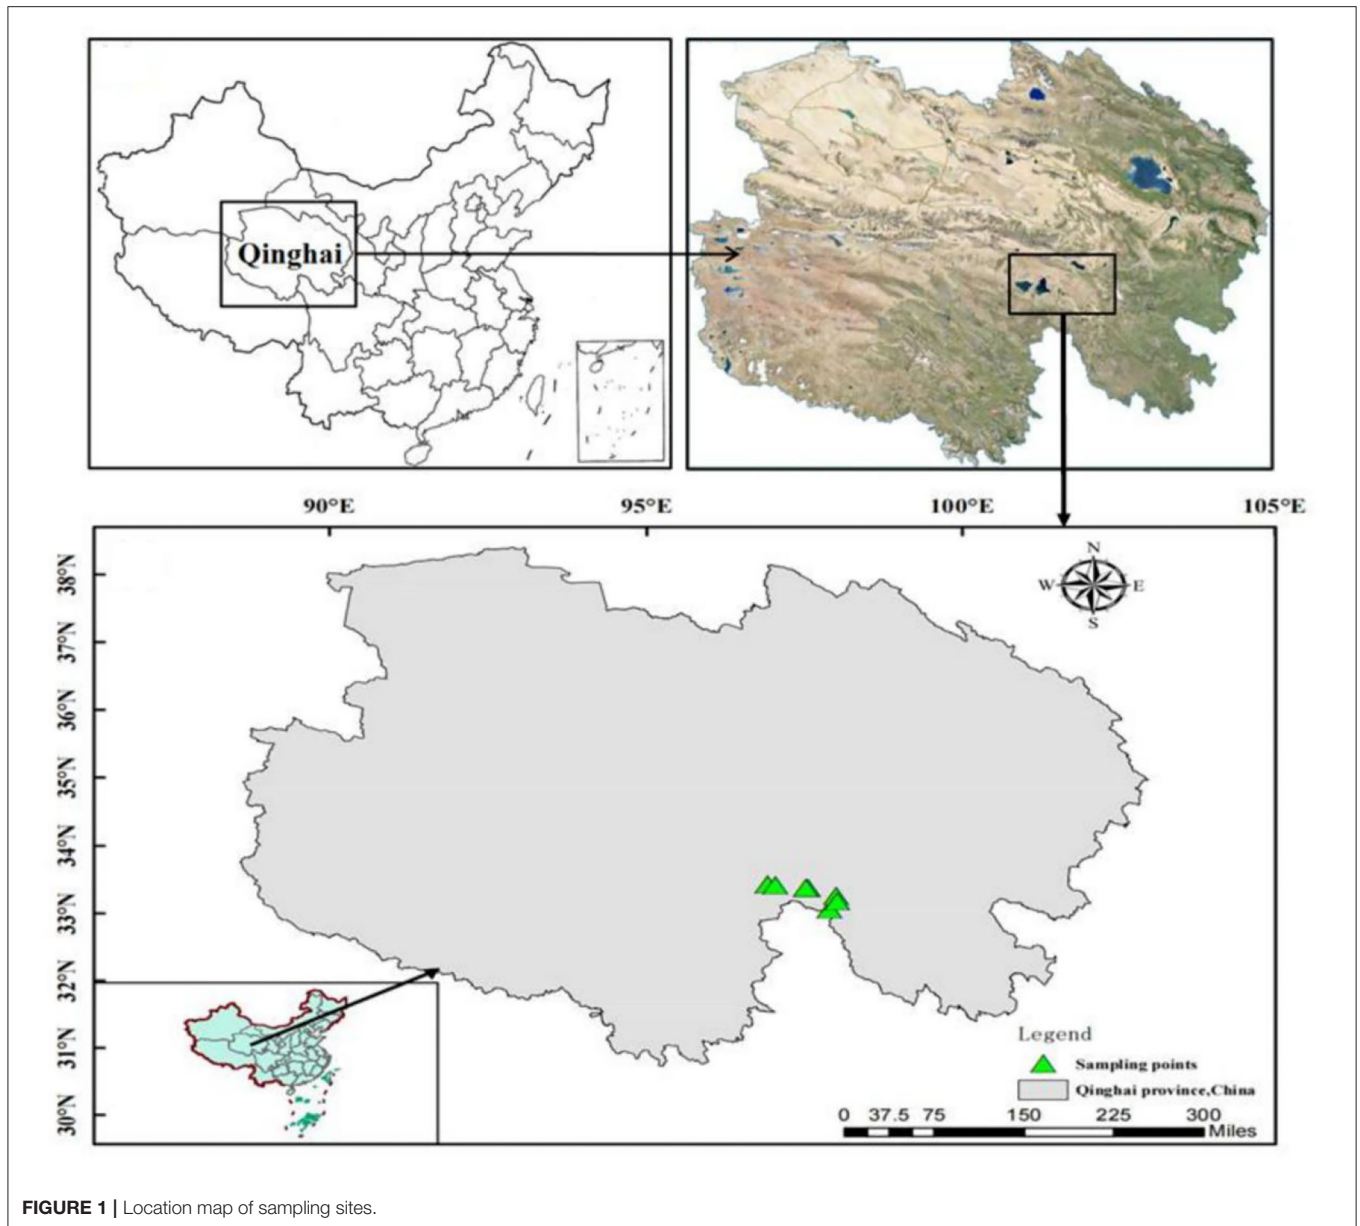 Qinghai
90°E 95°E 100°E 105°E
N
W E
S
38°N
37°N
36°N
35°N
34°N
33°N
32°N
31°N
30°N
Legend
Sampling points
Qinghai province,China
0 37.5 75 150 225 300
Miles
FIGURE 1 | Location map of sampling sites.